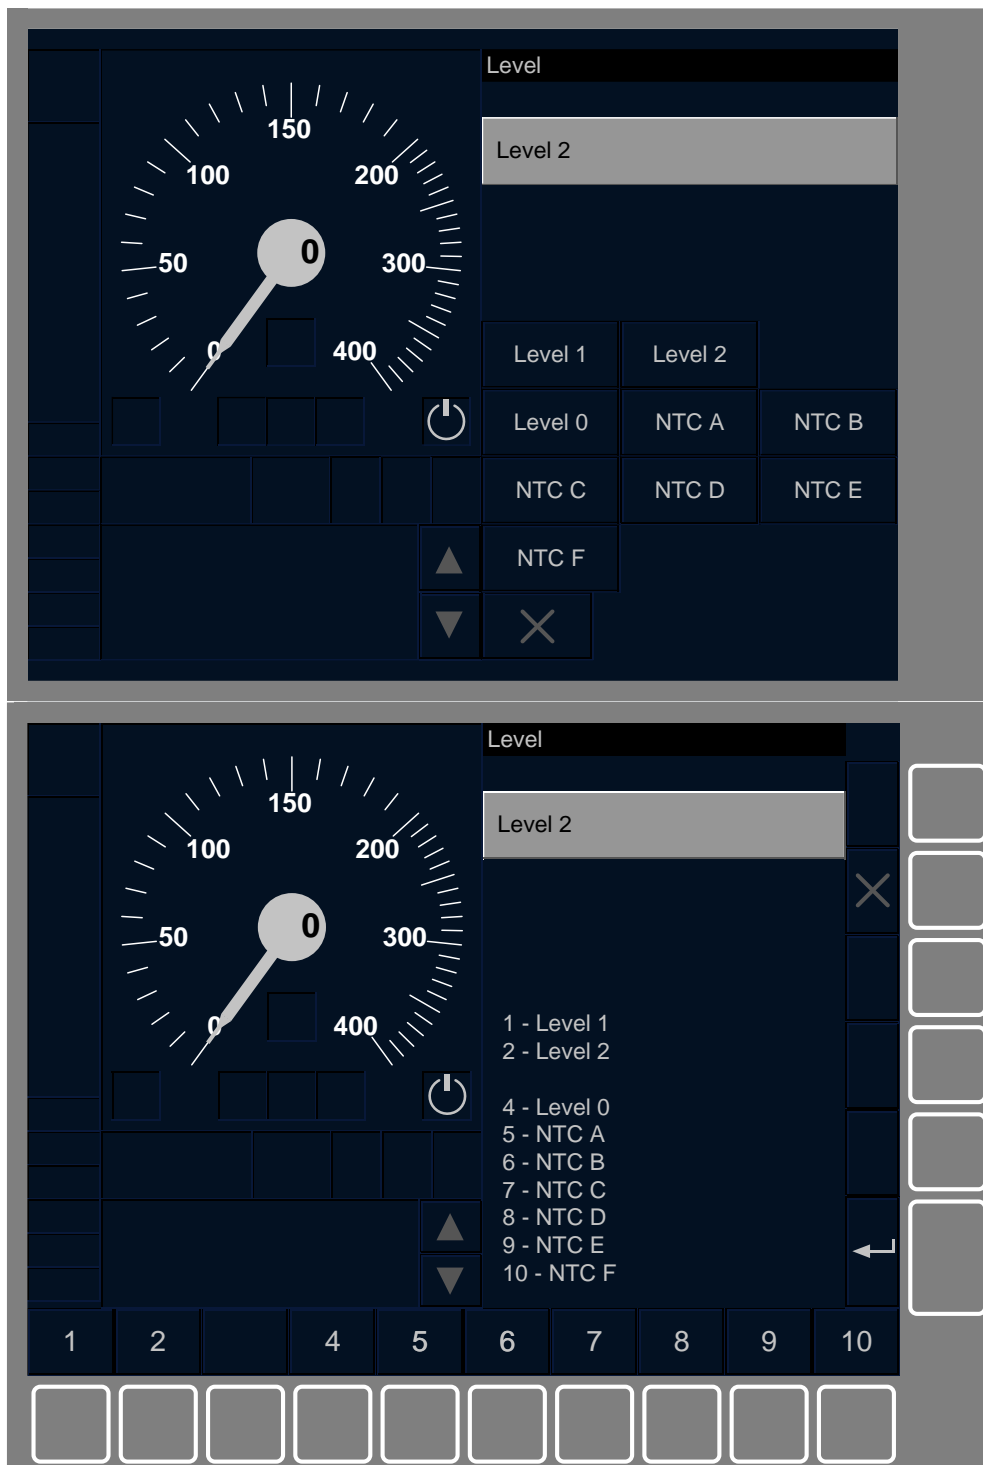 Level
Level 2
150
100
200
0
50
300
0
400
Level 1
Level 2
Level 0
NTC A
NTC B
NTC C
NTC D
NTC E
NTC F
Level
Level 2
150
100
200
0
50
300
0
400
1 - Level 1
2 - Level 2
4 - Level 0
5 - NTC A
6 - NTC B
7 - NTC C
8 - NTC D
9 - NTC E
10 - NTC F
1 2 4 5 6 7 8 9 10